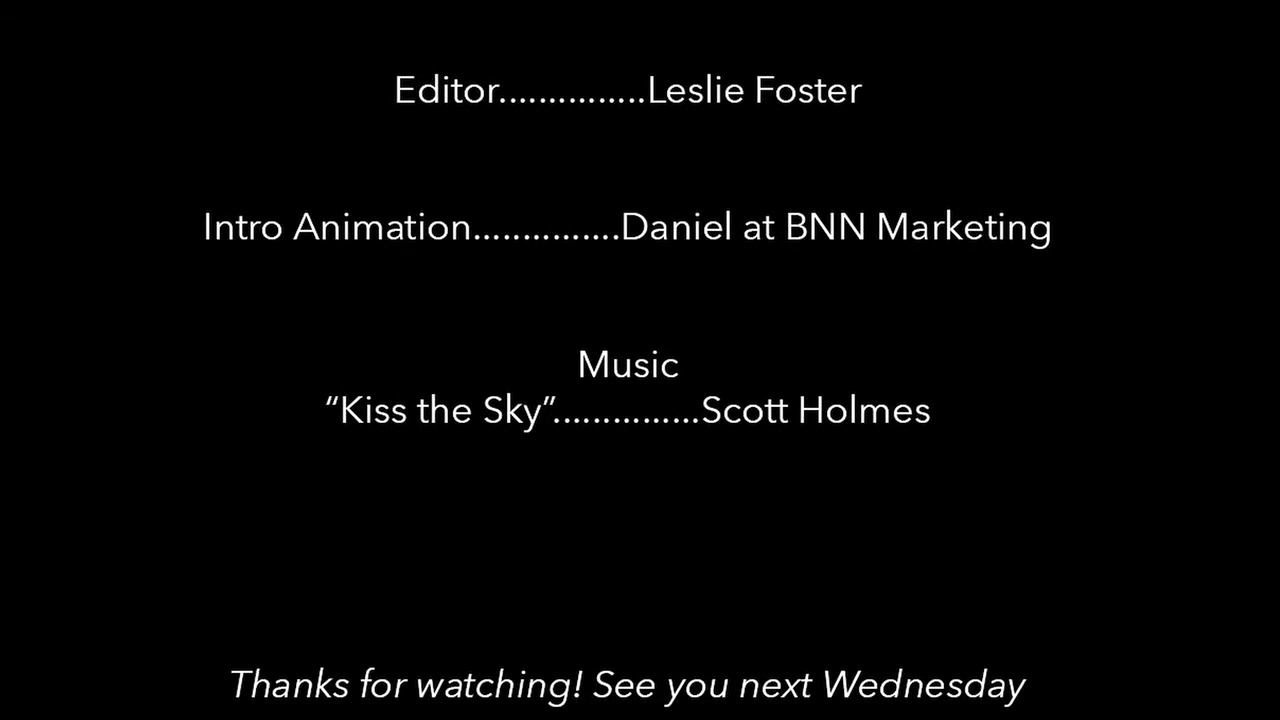 Editor...............Leslie Foster
Intro Animation...............Daniel at BNN Marketing
Music
“Kiss the Sky”...............Scott Holmes
Thanks for watching! See you next Wednesday